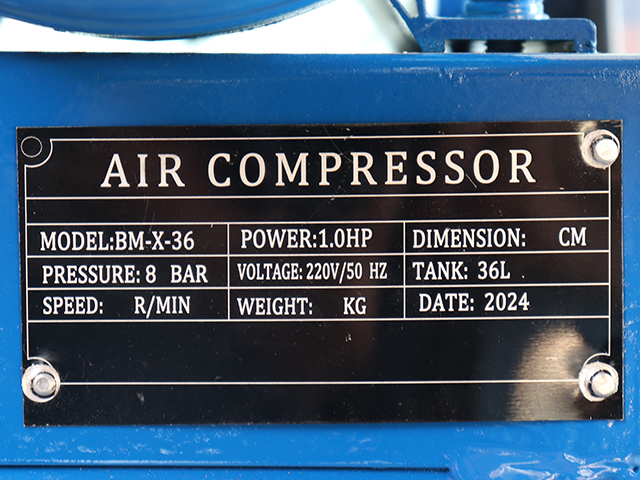 AIR COMPRESSOR
MODEL:BM-X-36 POWER:1.0HP DIMENSION: CM
PRESSURE: 8 BAR VOLTAGE: 220V/50 HZ TANK: 36L
SPEED: R/MIN WEIGHT: KG DATE: 2024